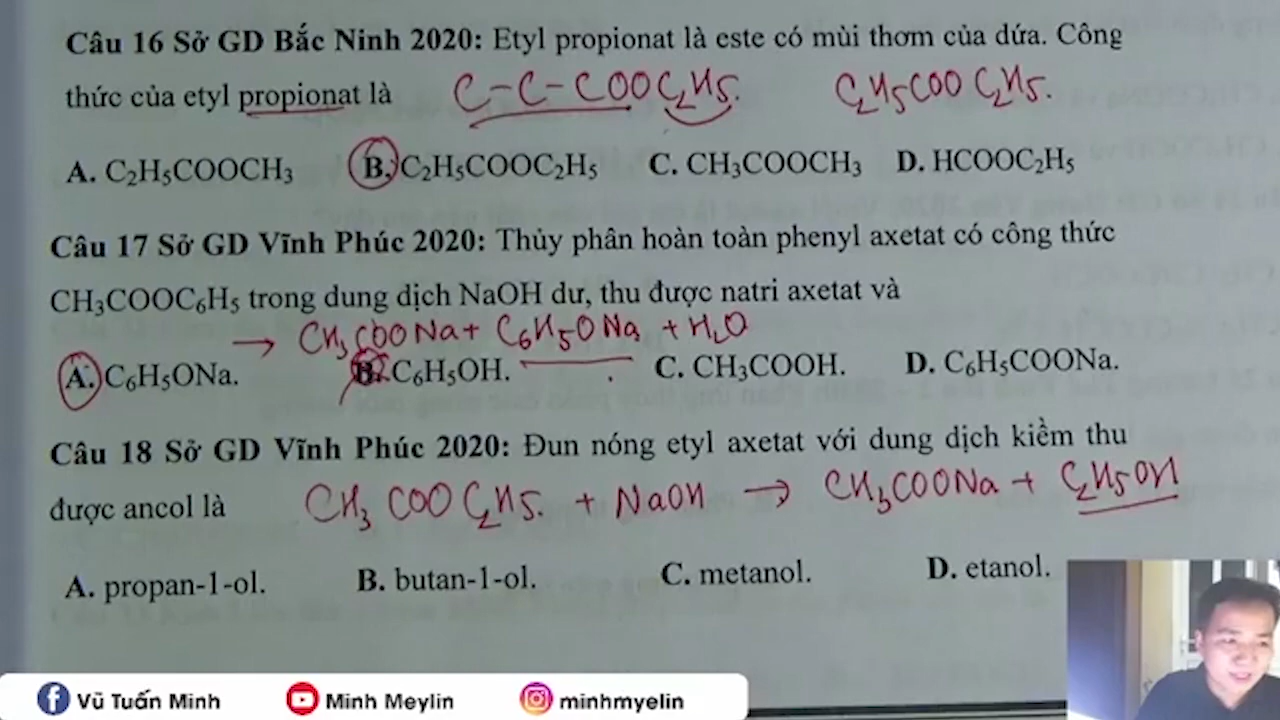 Câu 16 Sở GD Bắc Ninh 2020: Etyl propionat là este có mùi thơm của dứa. Công
thức của etyl propionat là C-C-COOC₂H₅. C₂H₅COOC₂H₅.
A. C₂H₅COOCH₃ B. C₂H₅COOC₂H₅ C. CH₃COOCH₃ D. HCOOC₂H₅
Câu 17 Sở GD Vĩnh Phúc 2020: Thủy phân hoàn toàn phenyl axetat có công thức
CH₃COOC₆H₅ trong dung dịch NaOH dư, thu được natri axetat và
→ CH₃COONa + C₆H₅ONa + H₂O
A. C₆H₅ONa. B. C₆H₅OH. C. CH₃COOH. D. C₆H₅COONa.
Câu 18 Sở GD Vĩnh Phúc 2020: Đun nóng etyl axetat với dung dịch kiềm thu
được ancol là CH₃COOC₂H₅. + NaOH → CH₃COONa + C₂H₅OH
A. propan-1-ol. B. butan-1-ol. C. metanol. D. etanol.
Vũ Tuấn Minh Minh Meylin minhmyelin